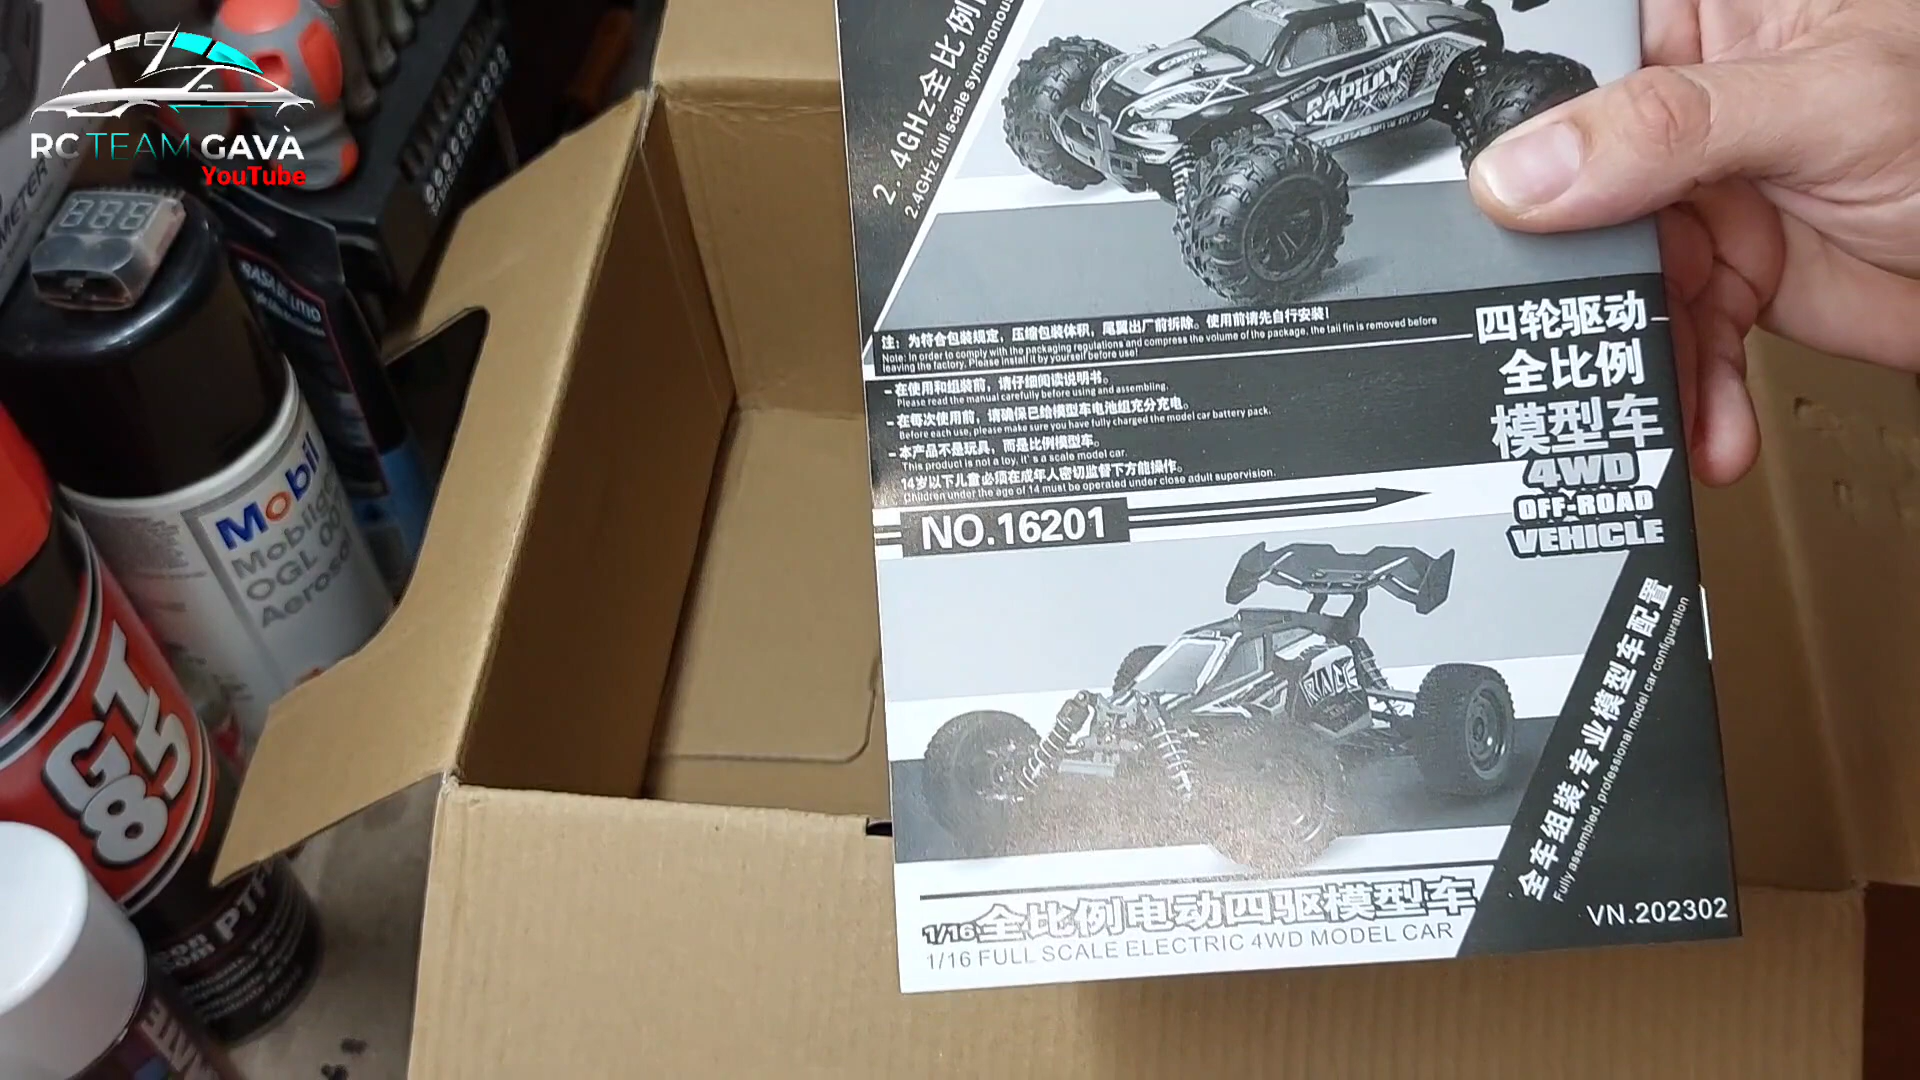 RC TEAM GAVÀ
YouTube
METER
Mobil
Mobilg
OGL 00
Aeroso
GT
85
PTF
2.4GHz全比例
2.4GHZ full scale synchronous
RAPIDLY
注：为符合包装规定，压缩包装体积，尾翼出厂前拆除。使用前请先自行安装！
Note: In order to comply with the packaging regulations and compress the volume of the package, the tail fin is removed before
leaving the factory. Please install it by yourself before use!
-在使用和组装前，请仔细阅读说明书。
Please read the manual carefully before using and assembling.
-在每次使用前，请确保已给模型车电池组充分充电。
Before each use, please make sure you have fully charged the model car battery pack.
-本产品不是玩具，而是比例模型车。
This product is not a toy, it's a scale model car.
14岁以下儿童必须在成年人密切监督下方能操作。
Children under the age of 14 must be operated under close adult supervision.
四轮驱动
全比例
模型车
4WD
OFF-ROAD
VEHICLE
NO.16201
RACE
全车组装,专业模型车配置
Fully assembled, professional model car configuration
1/16全比例电动四驱模型车
1/16 FULL SCALE ELECTRIC 4WD MODEL CAR
VN.202302